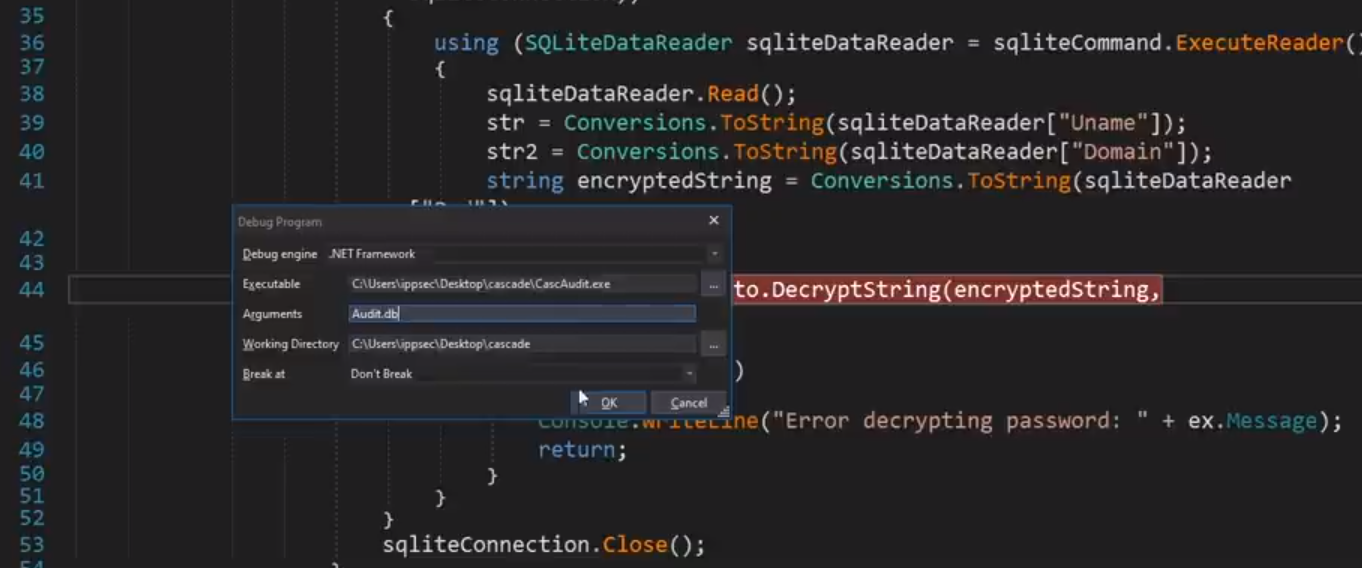 35 {
36 using (SQLiteDataReader sqliteDataReader = sqliteCommand.ExecuteReader()
37 {
38 sqliteDataReader.Read();
39 str = Conversions.ToString(sqliteDataReader["Uname"]);
40 str2 = Conversions.ToString(sqliteDataReader["Domain"]);
41 string encryptedString = Conversions.ToString(sqliteDataReader
Debug Program
42
Debug engine .NET Framework
43
Executable C:\Users\ippsec\Desktop\cascade\CascAudit.exe ...
44 to.DecryptString(encryptedString,
Arguments Audit.db
45
Working Directory C:\Users\ippsec\Desktop\cascade ...
46 )
Break at Don't Break
47
OK Cancel
48 Console.WriteLine("Error decrypting password: " + ex.Message);
49 return;
50 }
51 }
52 }
53 sqliteConnection.Close();
54